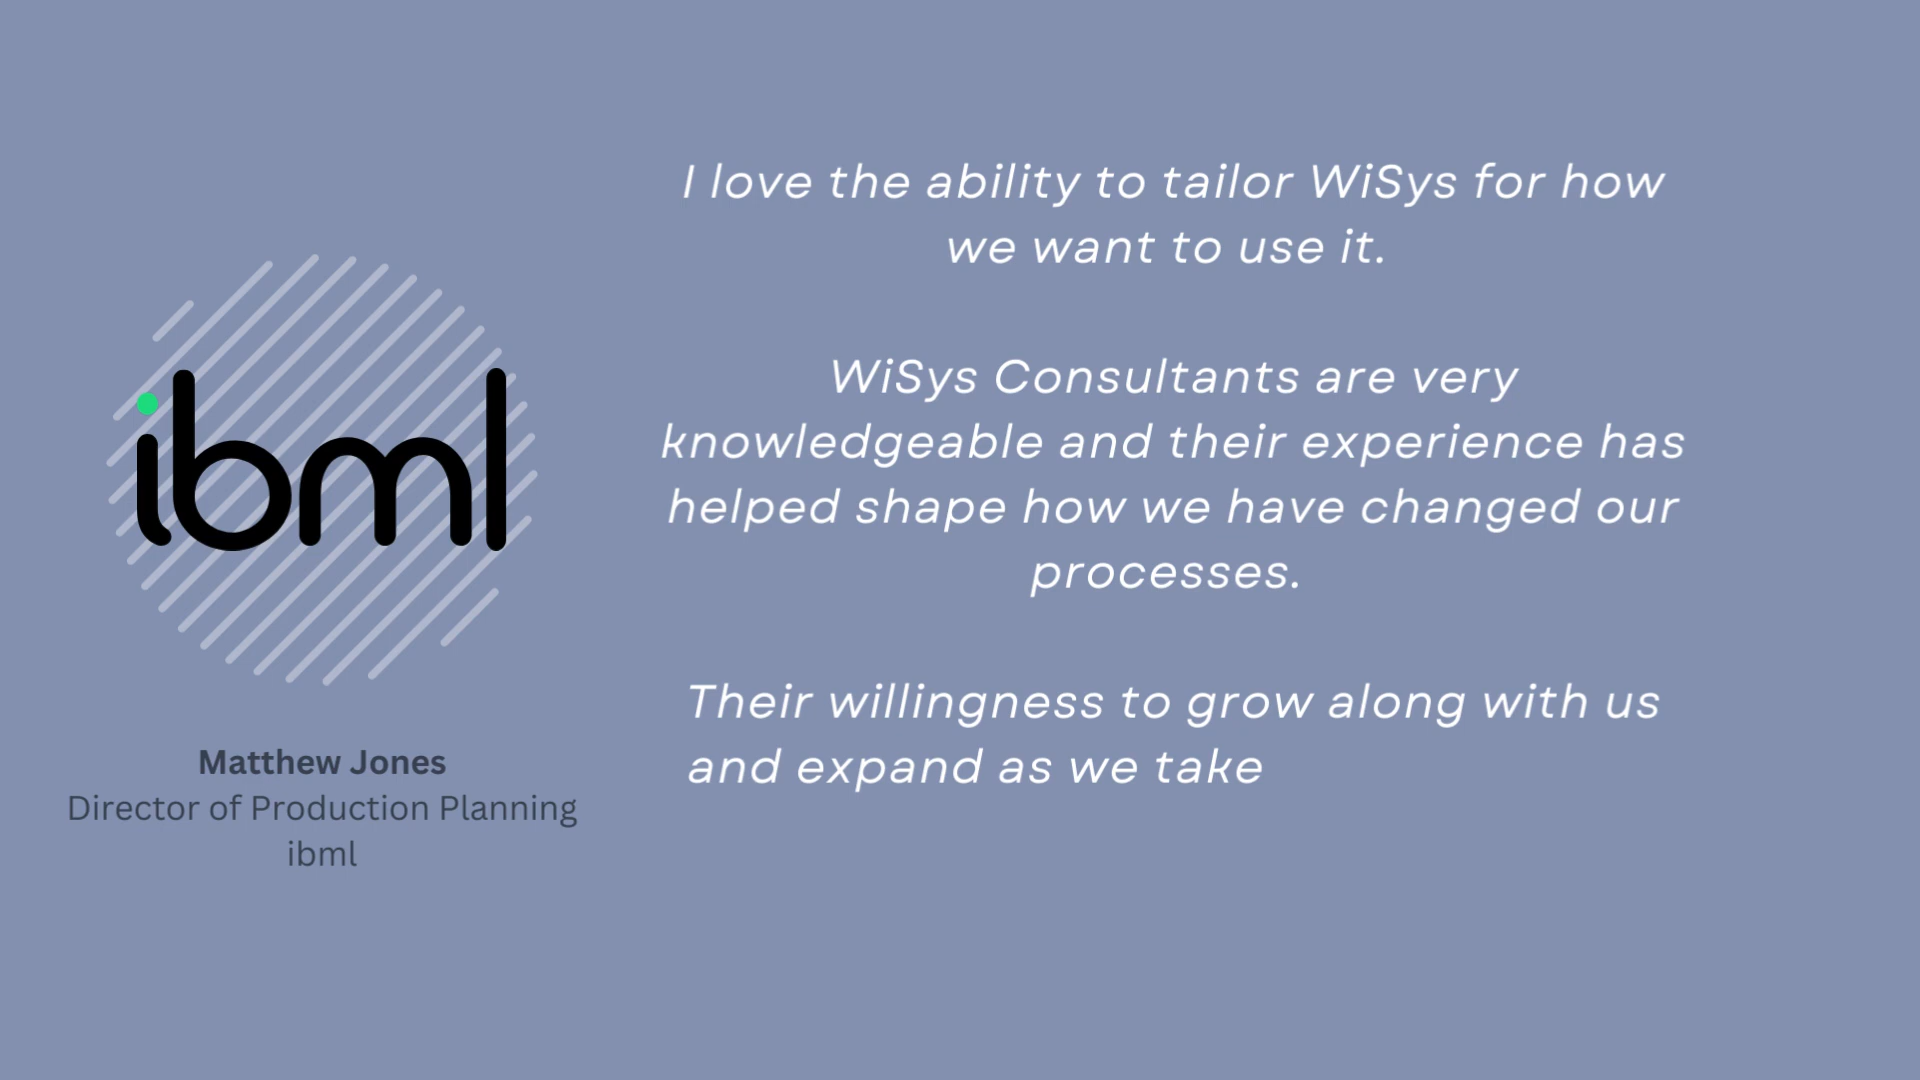 ibml
Matthew Jones
Director of Production Planning
ibml
I love the ability to tailor WiSys for how
we want to use it.
WiSys Consultants are very
knowledgeable and their experience has
helped shape how we have changed our
processes.
Their willingness to grow along with us
and expand as we take